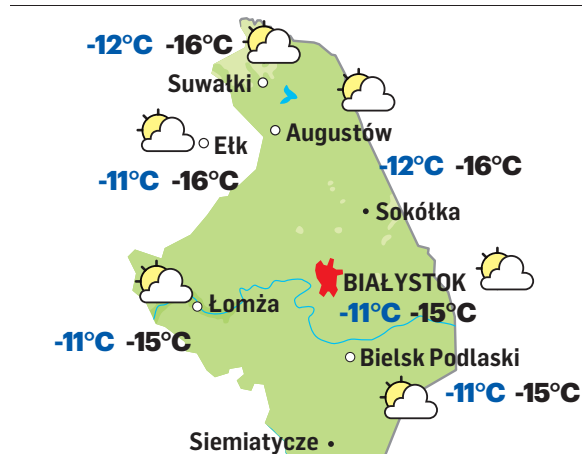 -12°C -16°C
Suwałki
Augustów
Ełk
-12°C -16°C
-11°C -16°C
Sokółka
BIAŁYSTOK
Łomża
-11°C -15°C
-11°C -15°C
Bielsk Podlaski
-11°C -15°C
Siemiatycze